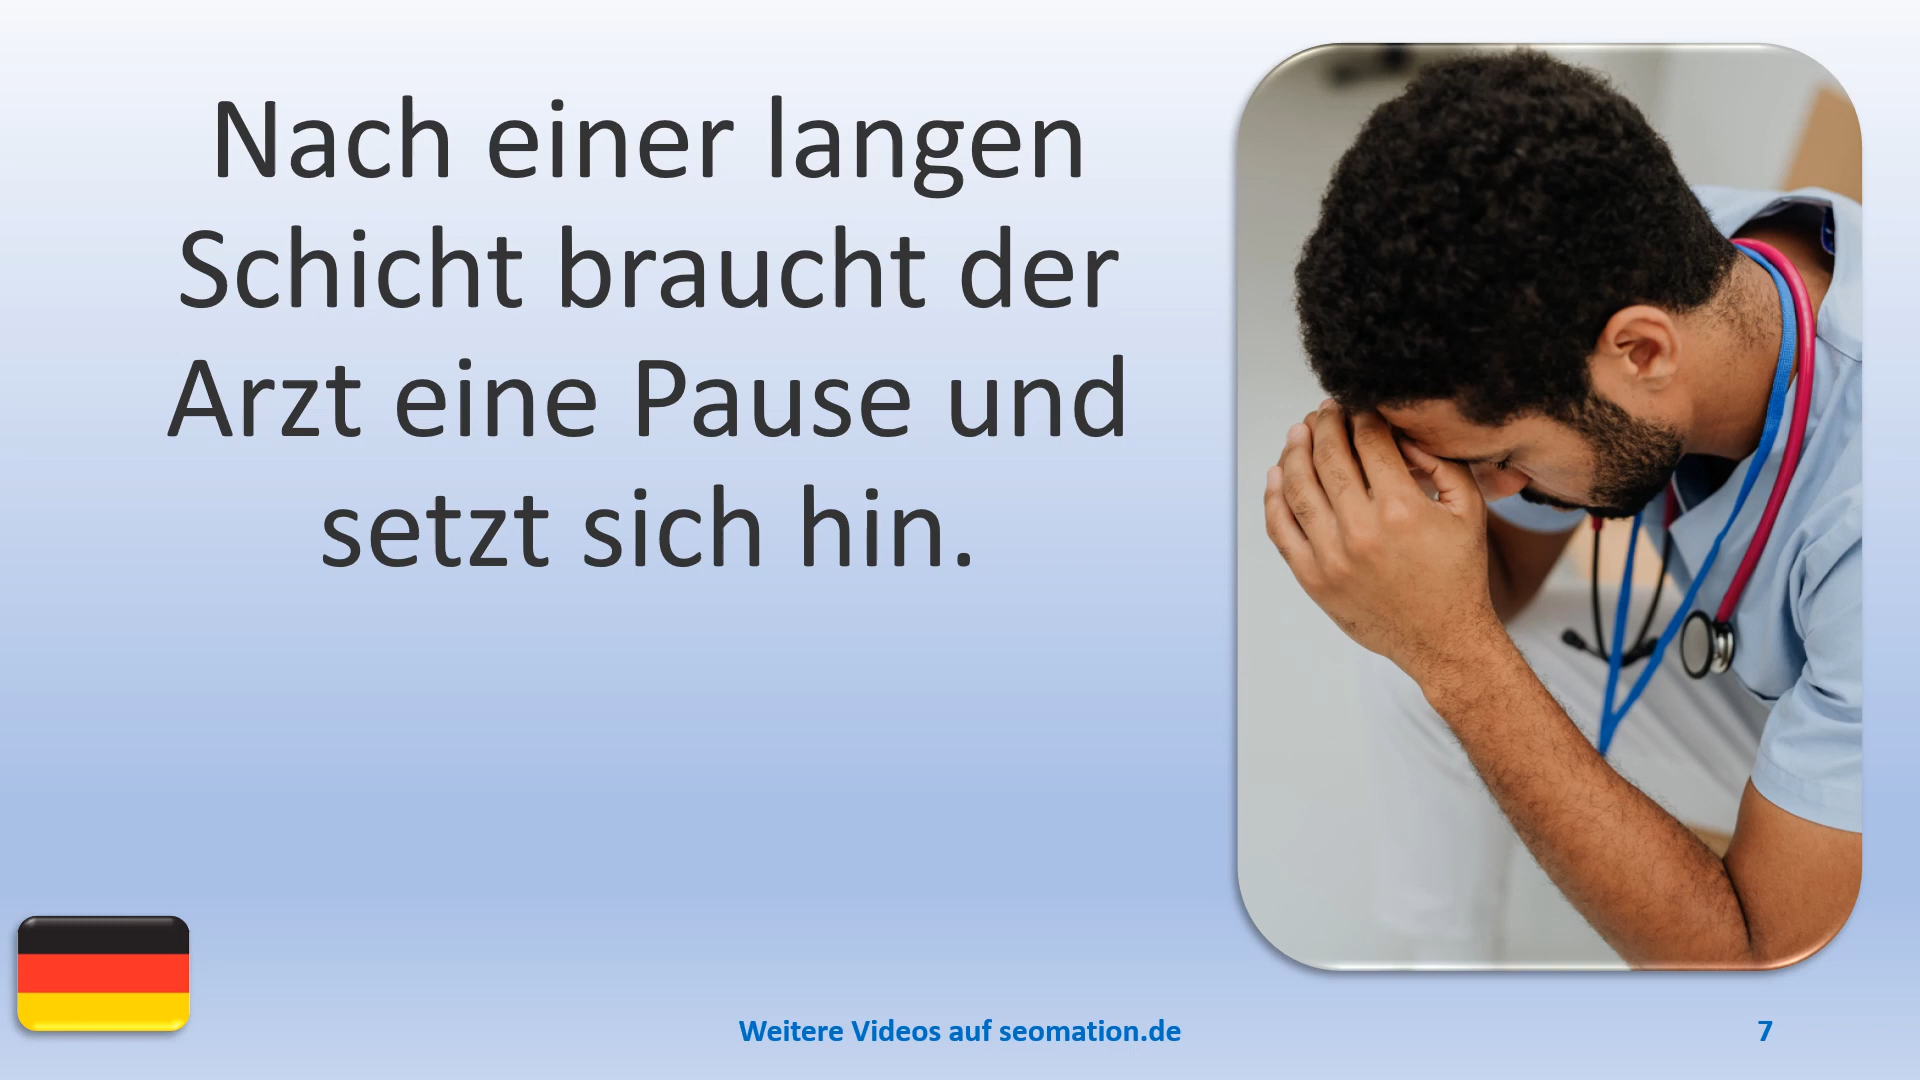 Nach einer langen
Schicht braucht der
Arzt eine Pause und
setzt sich hin.
Weitere Videos auf seomation.de
7